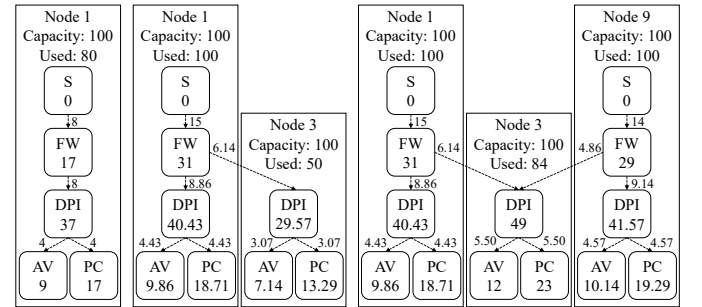 Node 1
Capacity: 100
Used: 80
S
0
8
FW
17
8
DPI
37
4
4
AV
9
PC
17
Node 1
Capacity: 100
Used: 100
S
0
15
FW
31
6.14
8.86
DPI
40.43
4.43
4.43
AV
9.86
PC
18.71
Node 3
Capacity: 100
Used: 50
DPI
29.57
3.07
3.07
AV
7.14
PC
13.29
Node 1
Capacity: 100
Used: 100
S
0
15
FW
31
6.14
8.86
DPI
40.43
4.43
4.43
AV
9.86
PC
18.71
Node 3
Capacity: 100
Used: 84
DPI
49
5.50
5.50
AV
12
PC
23
Node 9
Capacity: 100
Used: 100
S
0
14
FW
29
4.86
9.14
DPI
41.57
4.57
4.57
AV
10.14
PC
19.29